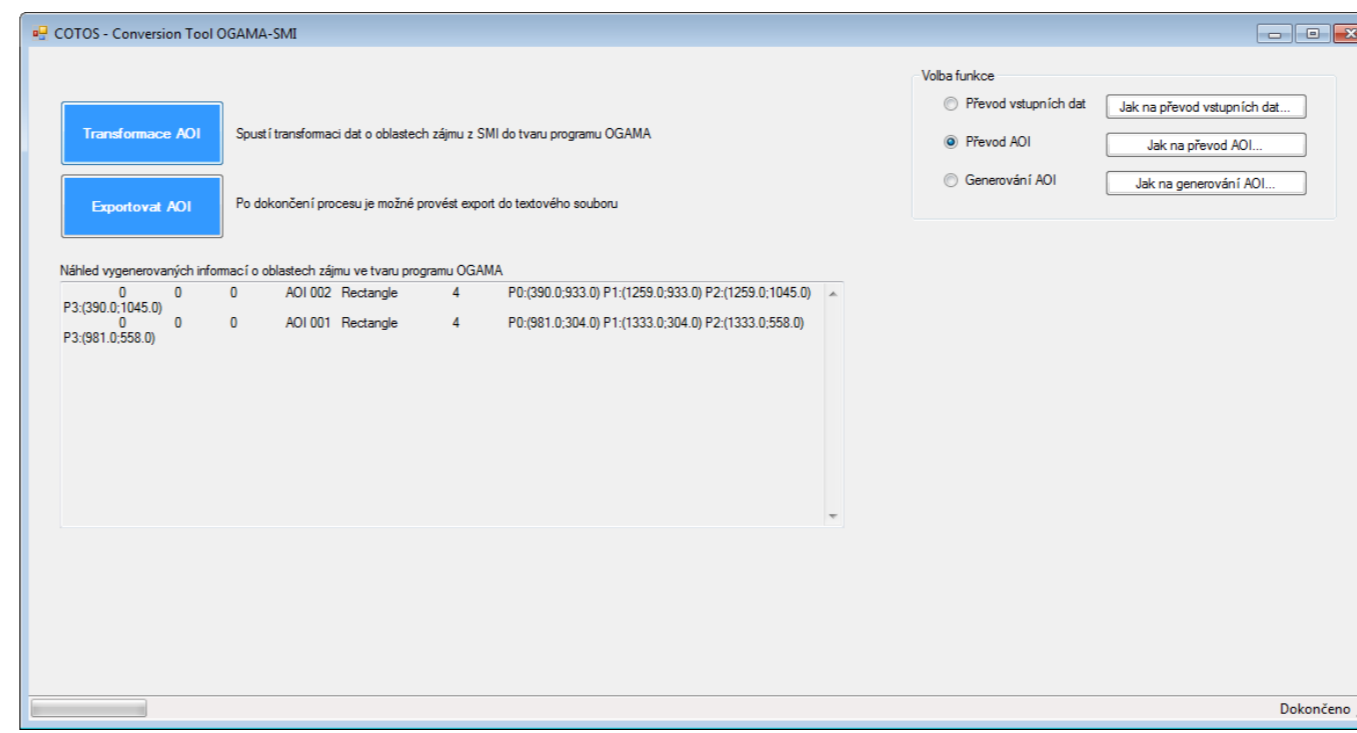 COTOS - Conversion Tool OGAMA-SMI
Transformace AOI
Spustí transformaci dat o oblastech zájmu z SMI do tvaru programu OGAMA
Exportovat AOI
Po dokončení procesu je možné provést export do textového souboru
Volba funkce
Převod vstupních dat
Jak na převod vstupních dat...
Převod AOI
Jak na převod AOI...
Generování AOI
Jak na generování AOI...
Náhled vygenerovaných informací o oblastech zájmu ve tvaru programu OGAMA
0 0 0 AOI 002 Rectangle 4 P0:(390.0;933.0) P1:(1259.0;933.0) P2:(1259.0;1045.0)
P3:(390.0;1045.0)
0 0 0 AOI 001 Rectangle 4 P0:(981.0;304.0) P1:(1333.0;304.0) P2:(1333.0;558.0)
P3:(981.0;558.0)
Dokončeno